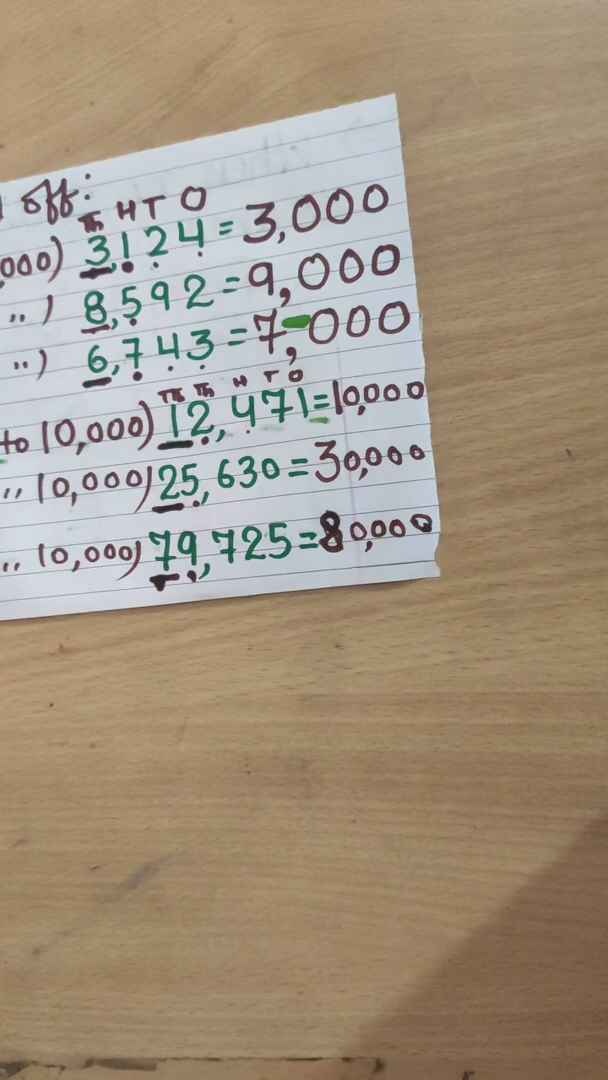 off:
Th H T O
000) 3,124 = 3,000
,, ) 8,592 = 9,000
,, ) 6,743 = 7,000
T Th Th H T O
to 10,000) 12,471 = 10,000
,, 10,000) 25,630 = 30,000
,, 10,000) 79,725 = 80,000